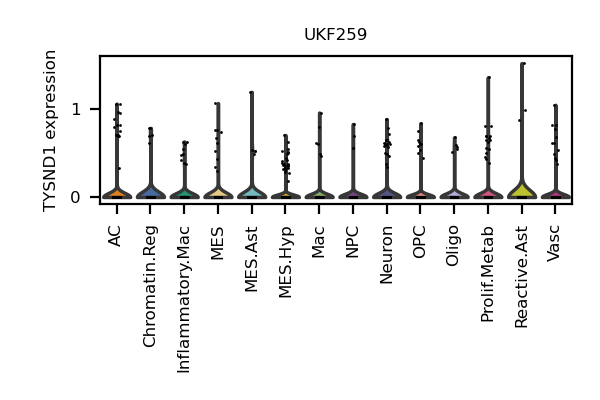 UKF259
TYSND1 expression
1
0
AC
Chromatin.Reg
Inflammatory.Mac
MES
MES.Ast
MES.Hyp
Mac
NPC
Neuron
OPC
Oligo
Prolif.Metab
Reactive.Ast
Vasc